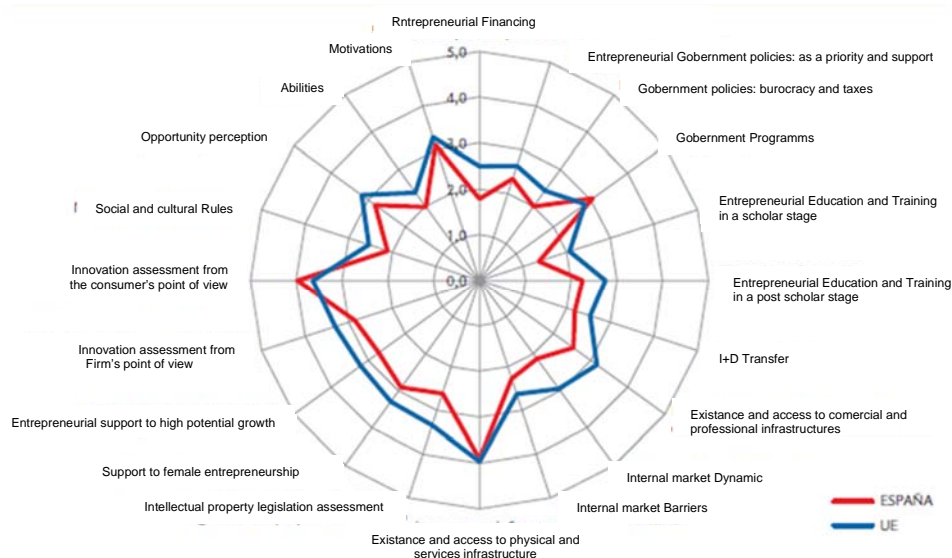 Rntrepreneurial Financing
Motivations
5,0
Entrepreneurial Gobernment policies: as a priority and support
Abilities
4,0
Gobernment policies: burocracy and taxes
Opportunity perception
3,0
Gobernment Programms
2,0
Social and cultural Rules
Entrepreneurial Education and Training
in a scholar stage
1,0
Innovation assessment from
the consumer's point of view
0,0
Entrepreneurial Education and Training
in a post scholar stage
Innovation assessment from
Firm's point of view
I+D Transfer
Entrepreneurial support to high potential growth
Existance and access to comercial and
professional infrastructures
Support to female entrepreneurship
Internal market Dynamic
Intellectual property legislation assessment
Internal market Barriers
Existance and access to physical and
services infrastructure
ESPAÑA
UE